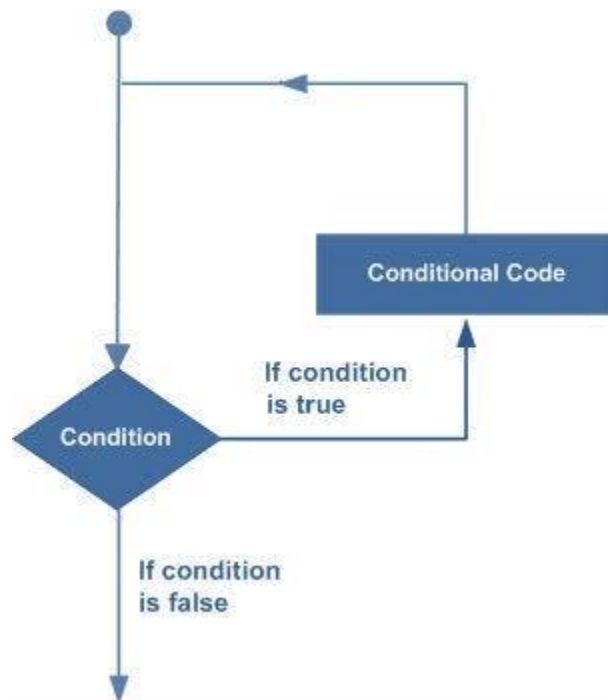 Conditional Code
If condition
is true
Condition
If condition
is false